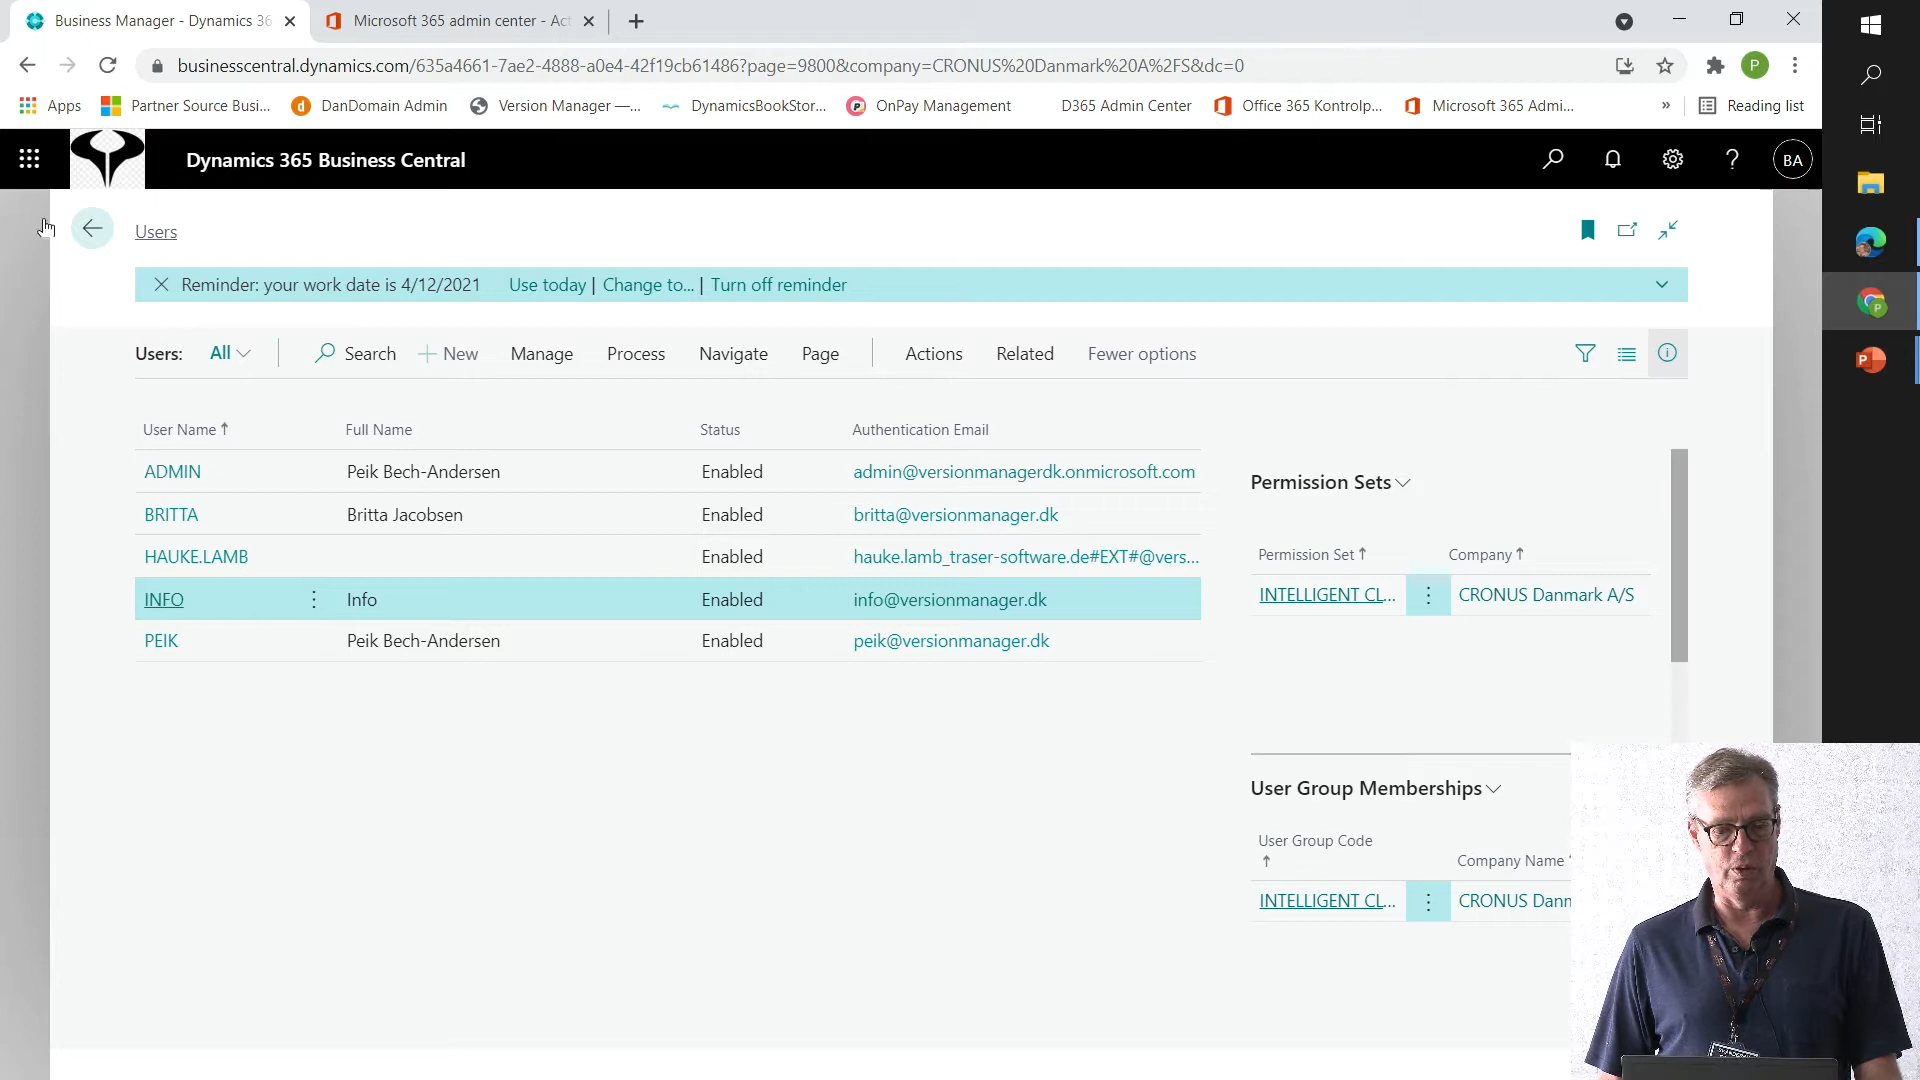 Business Manager - Dynamics 36
Microsoft 365 admin center - Act
businesscentral.dynamics.com/635a4661-7ae2-4888-a0e4-42f19cb61486?page=9800&company=CRONUS%20Danmark%20A%2FS&dc=0
P
Apps
Partner Source Busi...
DanDomain Admin
Version Manager —...
DynamicsBookStor...
OnPay Management
D365 Admin Center
Office 365 Kontrolp...
Microsoft 365 Admi...
»
Reading list
Dynamics 365 Business Central
BA
Users
Reminder: your work date is 4/12/2021 Use today | Change to... | Turn off reminder
Users: All Search New Manage Process Navigate Page Actions Related Fewer options
User Name Full Name Status Authentication Email
ADMIN Peik Bech-Andersen Enabled admin@versionmanagerdk.onmicrosoft.com
BRITTA Britta Jacobsen Enabled britta@versionmanager.dk
HAUKE.LAMB Enabled hauke.lamb_traser-software.de#EXT#@vers...
INFO Info Enabled info@versionmanager.dk
PEIK Peik Bech-Andersen Enabled peik@versionmanager.dk
Permission Sets
Permission Set Company
INTELLIGENT CL... CRONUS Danmark A/S
User Group Memberships
User Group Code Company Name
INTELLIGENT CL... CRONUS Danm